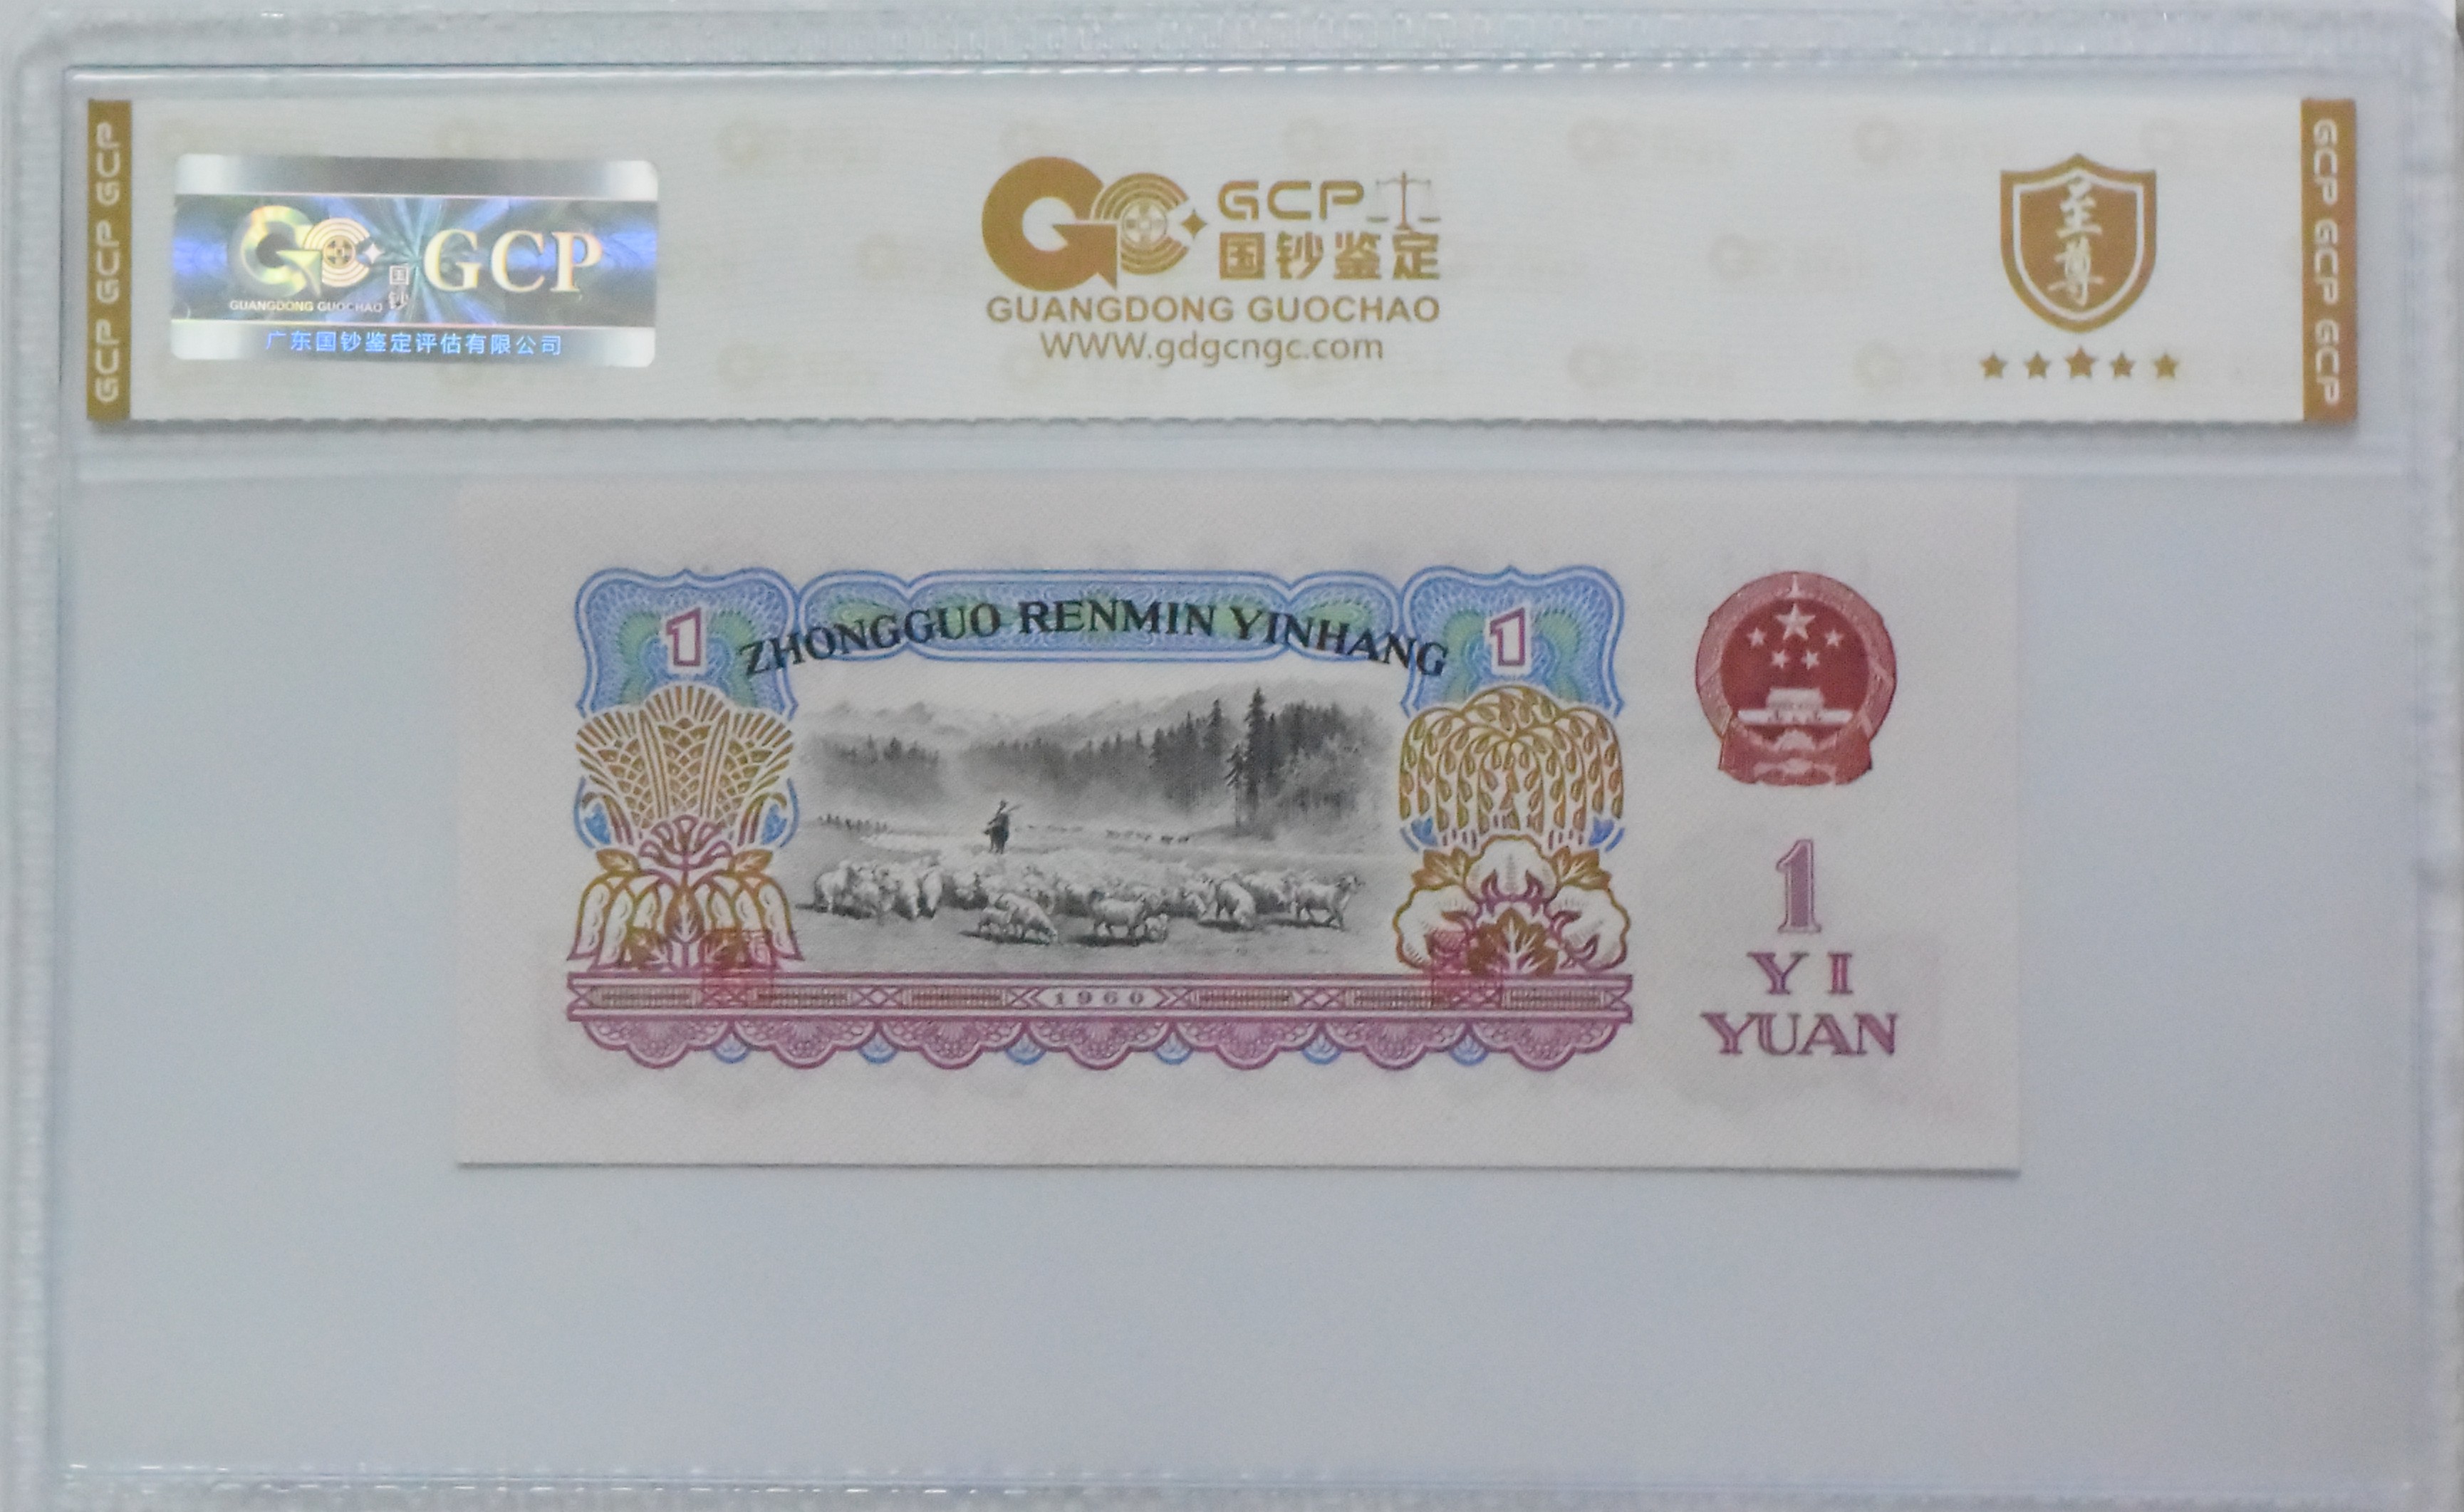 GCP GCP GCP
GCP
国钞
GUANGDONG GUOCHAO
广东国钞鉴定评估有限公司
GCP
国钞鉴定
GUANGDONG GUOCHAO
www.gdgcngc.com
至尊
GCP GCP GCP
1 ZHONGGUO RENMIN YINHANG 1
1960
1
YI
YUAN